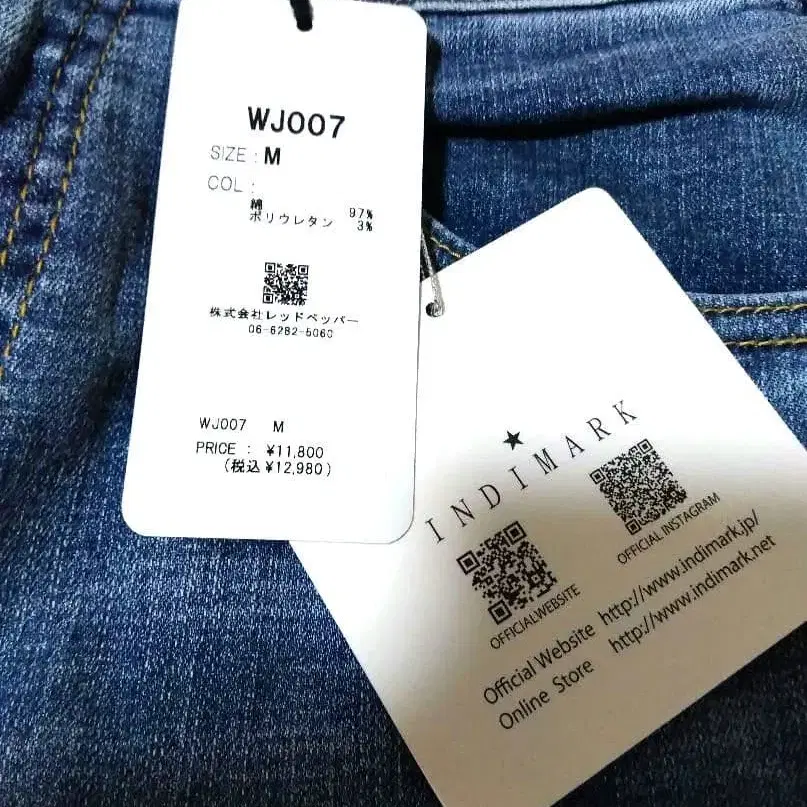 WJ007
SIZE : M
COL :
綿 97%
ポリウレタン 3%
株式会社レッドペッパー
06-6282-5060
WJ007 M
PRICE : ¥11,800
(税込¥12,980)
INDIMARK
OFFICIALWEBSITE
OFFICIAL INSTAGRAM
Official Website http://www.indimark.jp/
Online Store http://www.indimark.net